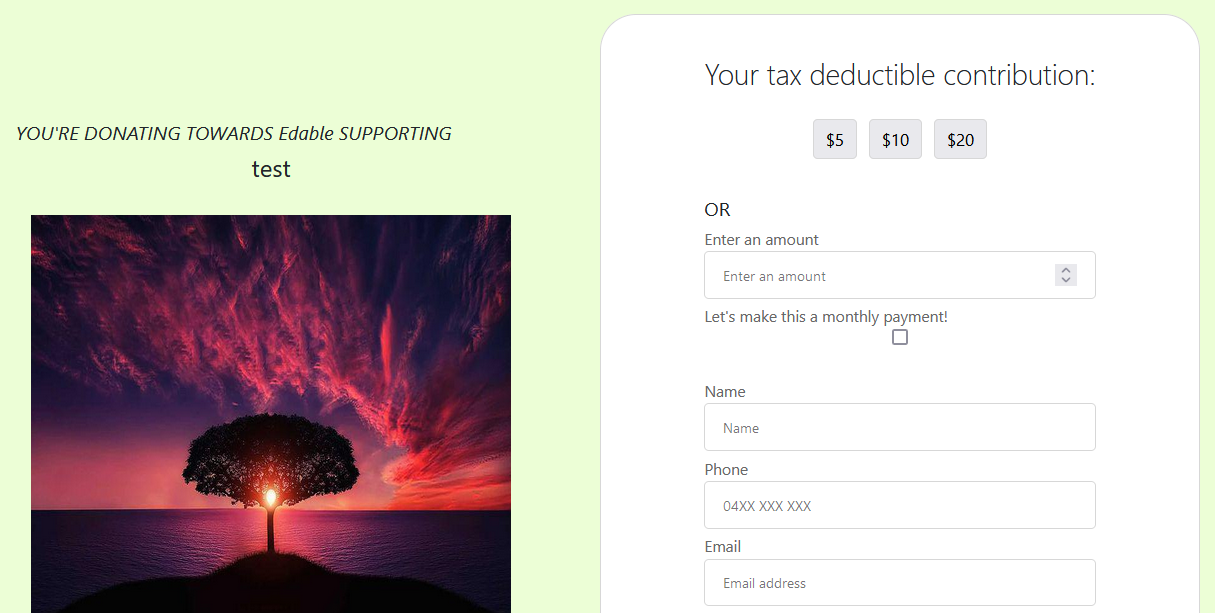 YOU'RE DONATING TOWARDS Edable SUPPORTING
test
Your tax deductible contribution:
$5 $10 $20
OR
Enter an amount
Enter an amount
Let's make this a monthly payment!
Name
Name
Phone
04XX XXX XXX
Email
Email address